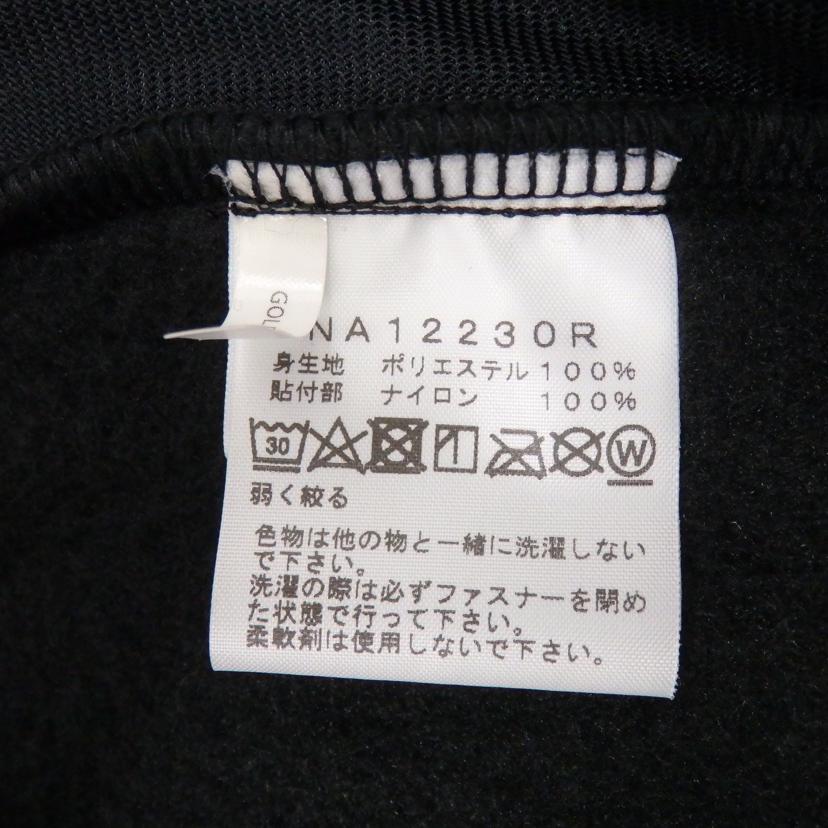 GOL
NA12230R
身生地 ポリエステル 100%
貼付部 ナイロン 100%
30 W
弱く絞る
色物は他の物と一緒に洗濯しない
で下さい。
洗濯の際は必ずファスナーを閉め
た状態で行って下さい。
柔軟剤は使用しないで下さい。